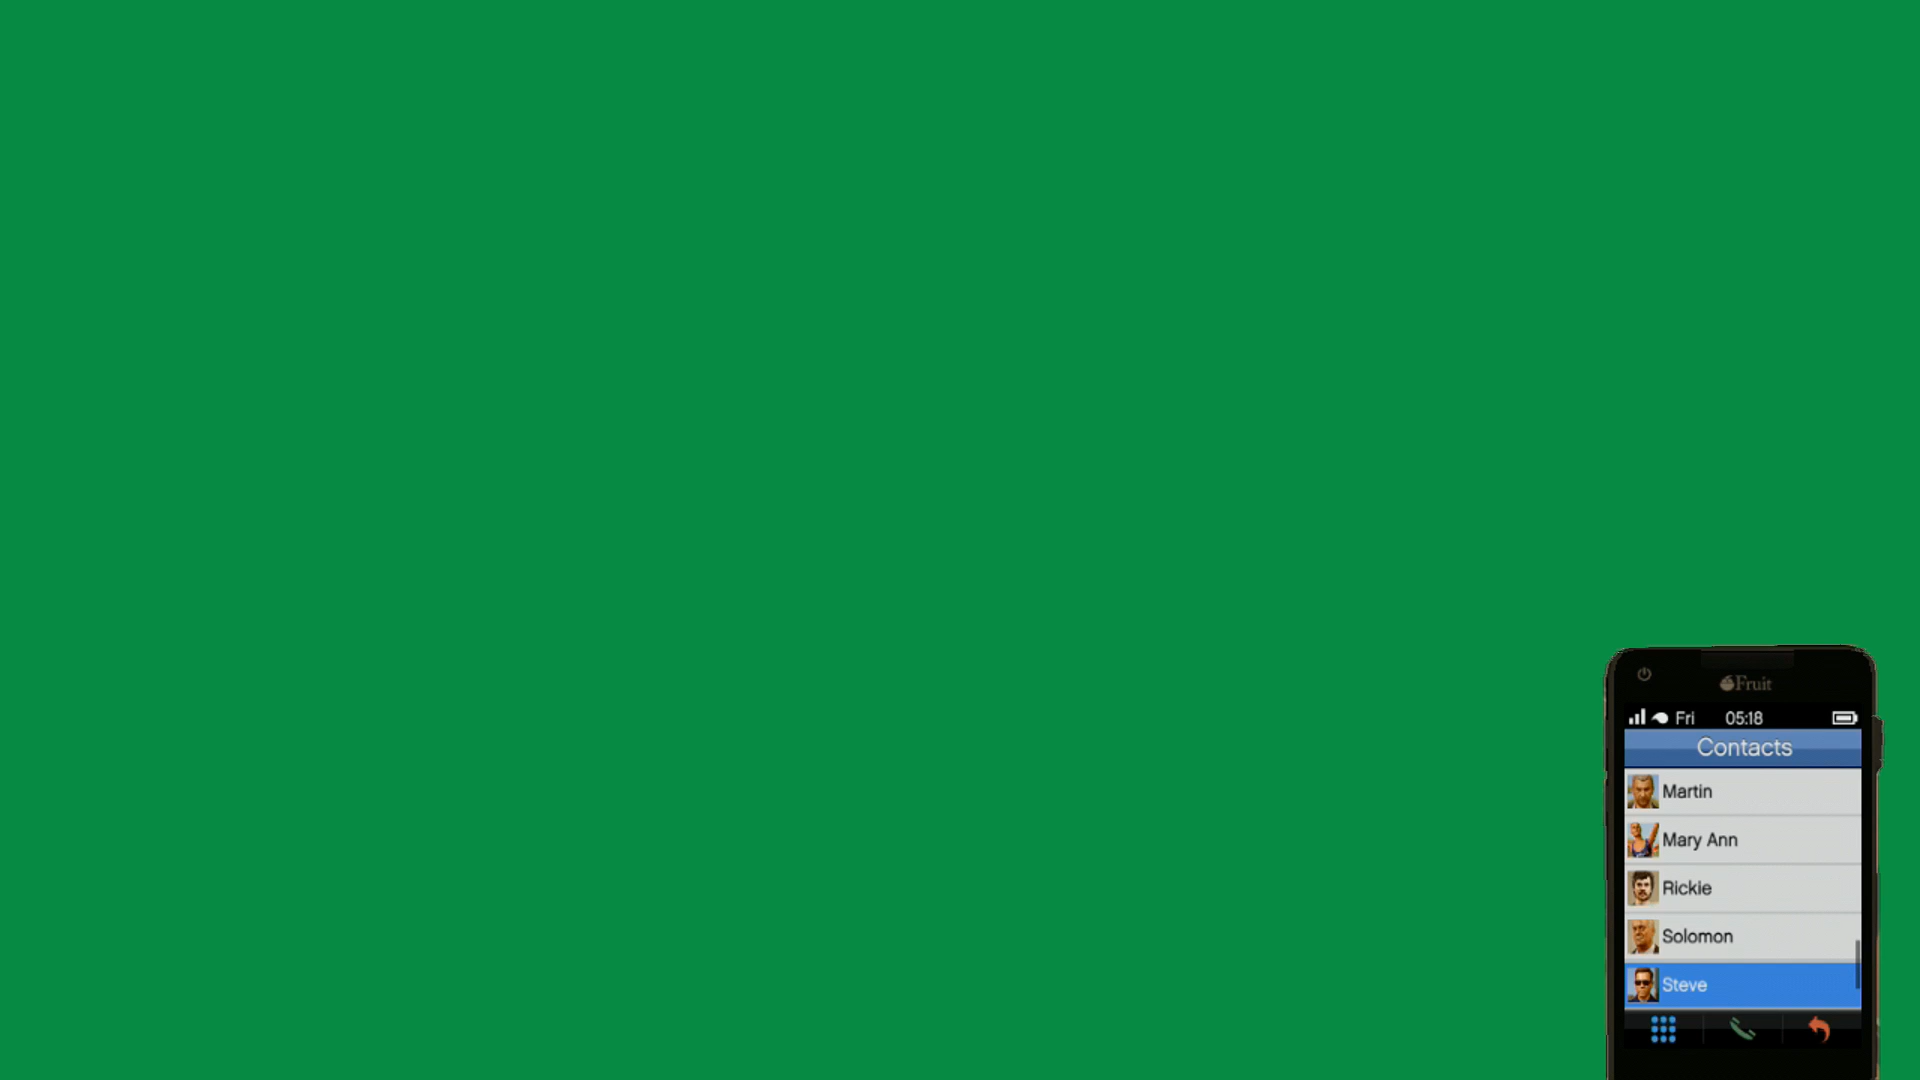 Fruit
Fri 05:18
Contacts
Martin
Mary Ann
Rickie
Solomon
Steve